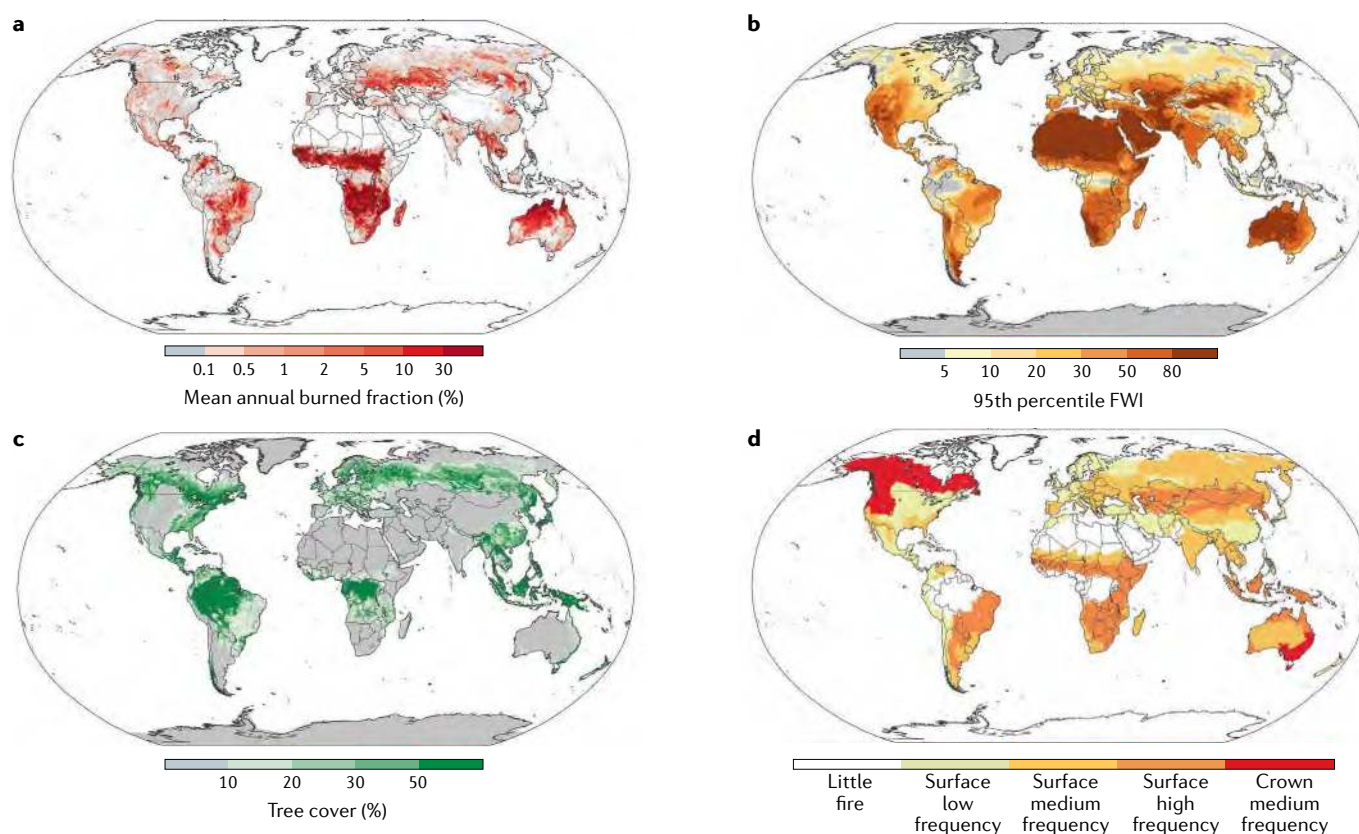 a
b
0.1 0.5 1 2 5 10 30
Mean annual burned fraction (%)
5 10 20 30 50 80
95th percentile FWI
c
d
10 20 30 50
Tree cover (%)
Little
fire
Surface
low
frequency
Surface
medium
frequency
Surface
high
frequency
Crown
medium
frequency